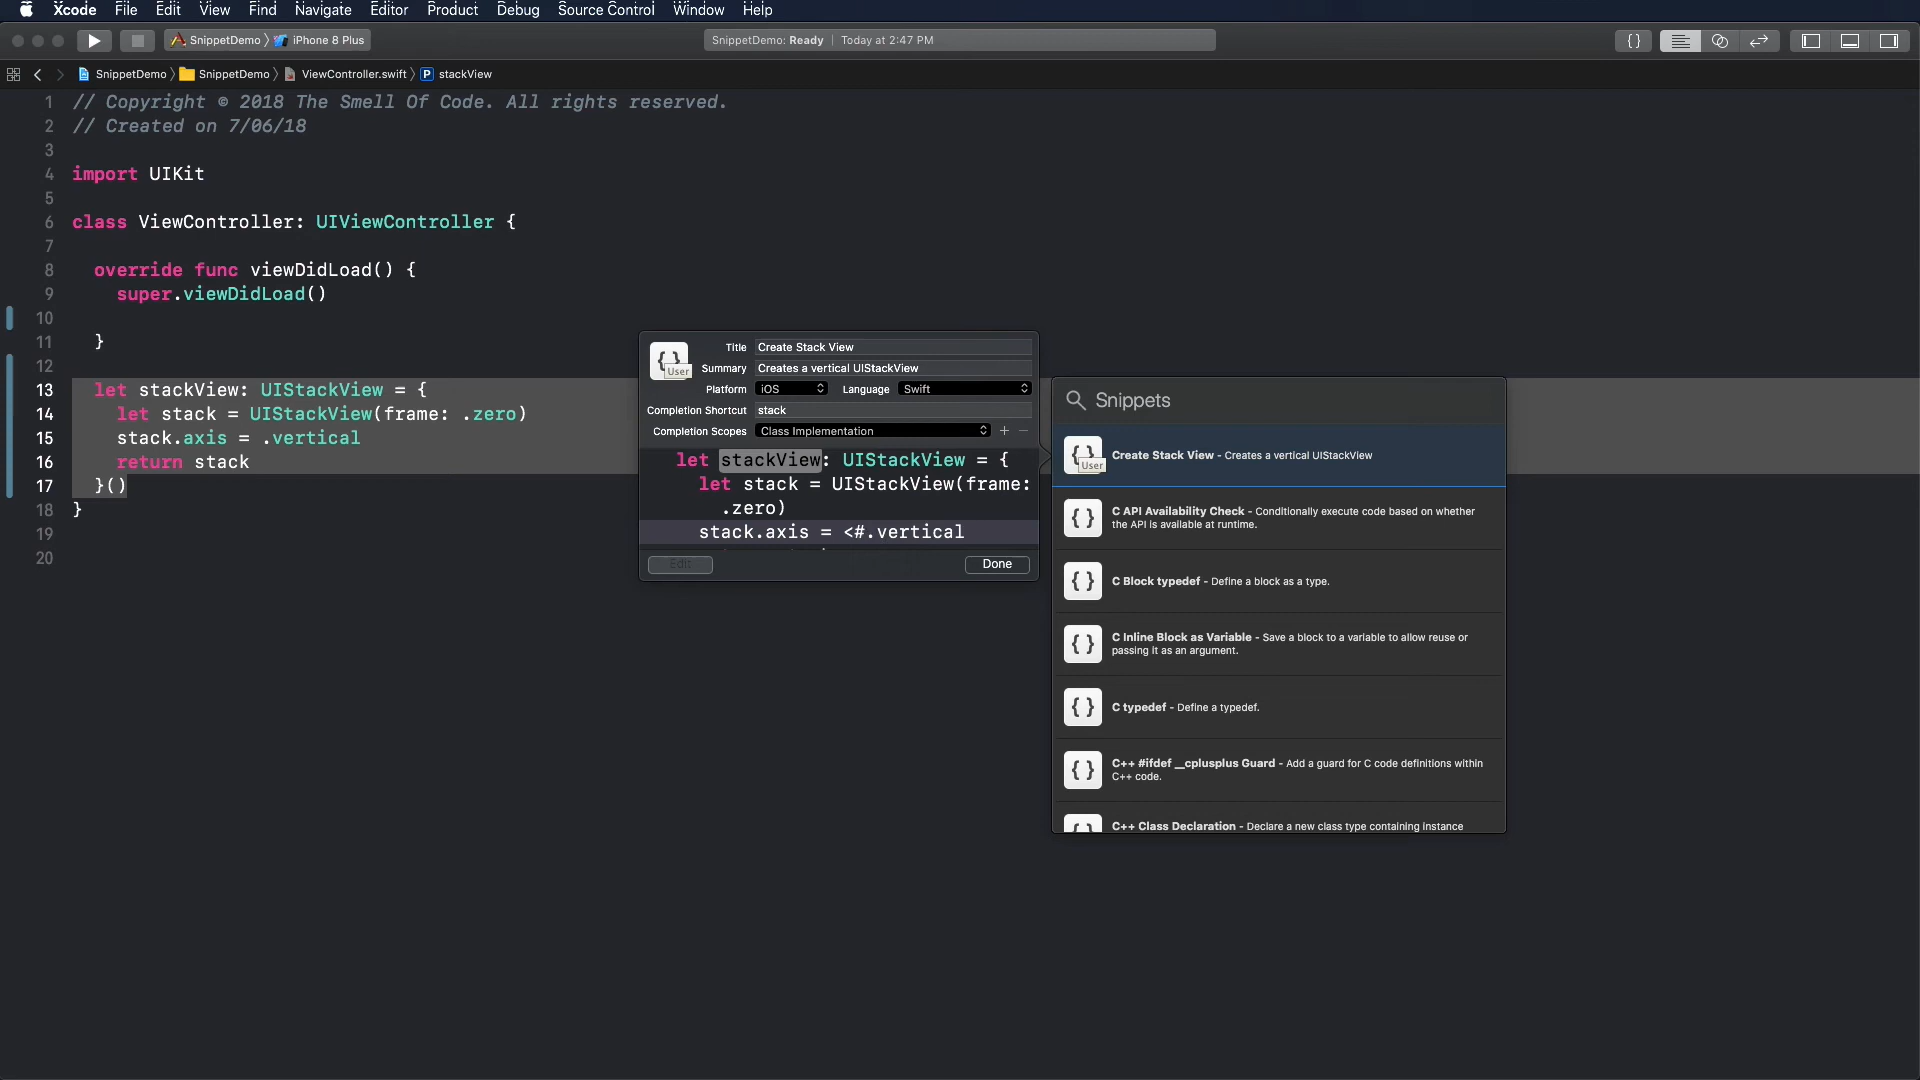 Xcode File Edit View Find Navigate Editor Product Debug Source Control Window Help
SnippetDemo iPhone 8 Plus
SnippetDemo: Ready | Today at 2:47 PM
{ }
SnippetDemo SnippetDemo ViewController.swift P stackView
1 // Copyright © 2018 The Smell Of Code. All rights reserved.
2 // Created on 7/06/18
3
4 import UIKit
5
6 class ViewController: UIViewController {
7
8 override func viewDidLoad() {
9 super.viewDidLoad()
10
11 }
12
13 let stackView: UIStackView = {
14 let stack = UIStackView(frame: .zero)
15 stack.axis = .vertical
16 return stack
17 }()
18 }
19
20
{ } User
Title Create Stack View
Summary Creates a vertical UIStackView
Platform iOS Language Swift
Completion Shortcut stack
Completion Scopes Class Implementation + −
let stackView: UIStackView = {
let stack = UIStackView(frame:
.zero)
stack.axis = <#.vertical
Edit Done
Snippets
{ } User
Create Stack View - Creates a vertical UIStackView
{ } C API Availability Check - Conditionally execute code based on whether
the API is available at runtime.
{ } C Block typedef - Define a block as a type.
{ } C Inline Block as Variable - Save a block to a variable to allow reuse or
passing it as an argument.
{ } C typedef - Define a typedef.
{ } C++ #ifdef __cplusplus Guard - Add a guard for C code definitions within
C++ code.
{ } C++ Class Declaration - Declare a new class type containing instance